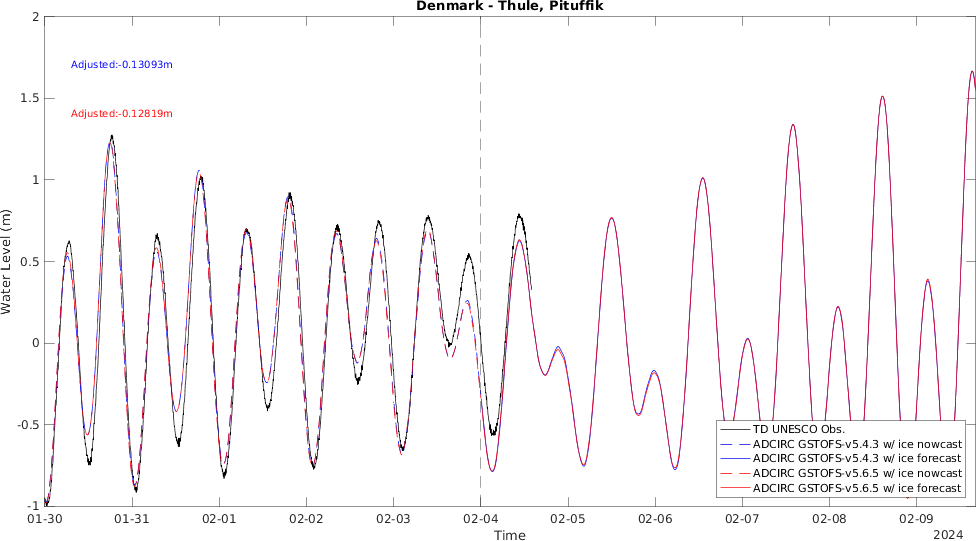 Denmark - Thule, Pituffik
2
1.5
1
0.5
0
-0.5
-1
Water Level (m)
Adjusted:-0.13093m
Adjusted:-0.12819m
TD UNESCO Obs.
ADCIRC GSTOFS-v5.4.3 w/ ice nowcast
ADCIRC GSTOFS-v5.4.3 w/ ice forecast
ADCIRC GSTOFS-v5.6.5 w/ ice nowcast
ADCIRC GSTOFS-v5.6.5 w/ ice forecast
01-30 01-31 02-01 02-02 02-03 02-04 02-05 02-06 02-07 02-08 02-09
Time
2024